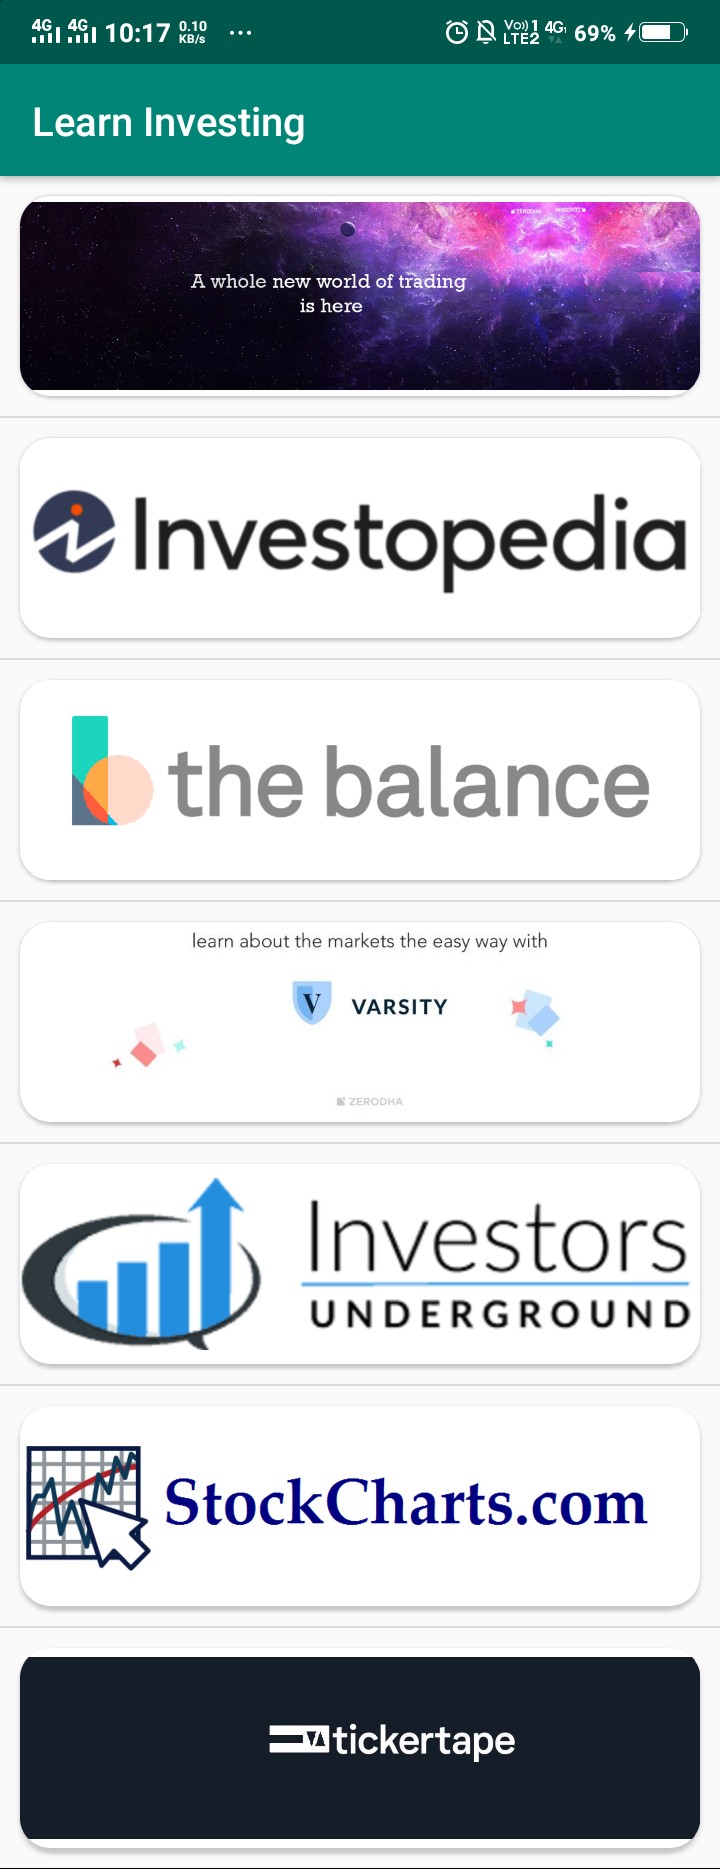 4G 4G 10:17 0.10 KB/s ...
Vo)) 1 LTE2 4G 69%
Learn Investing
ZERODHA
A whole new world of trading
is here
Investopedia
the balance
learn about the markets the easy way with
V VARSITY
ZERODHA
Investors
UNDERGROUND
StockCharts.com
tickertape